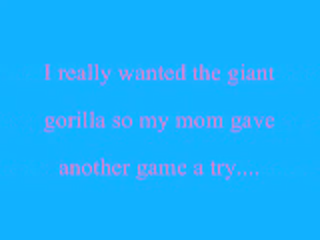 I really wanted the giant
gorilla so my mom gave
another game a try....